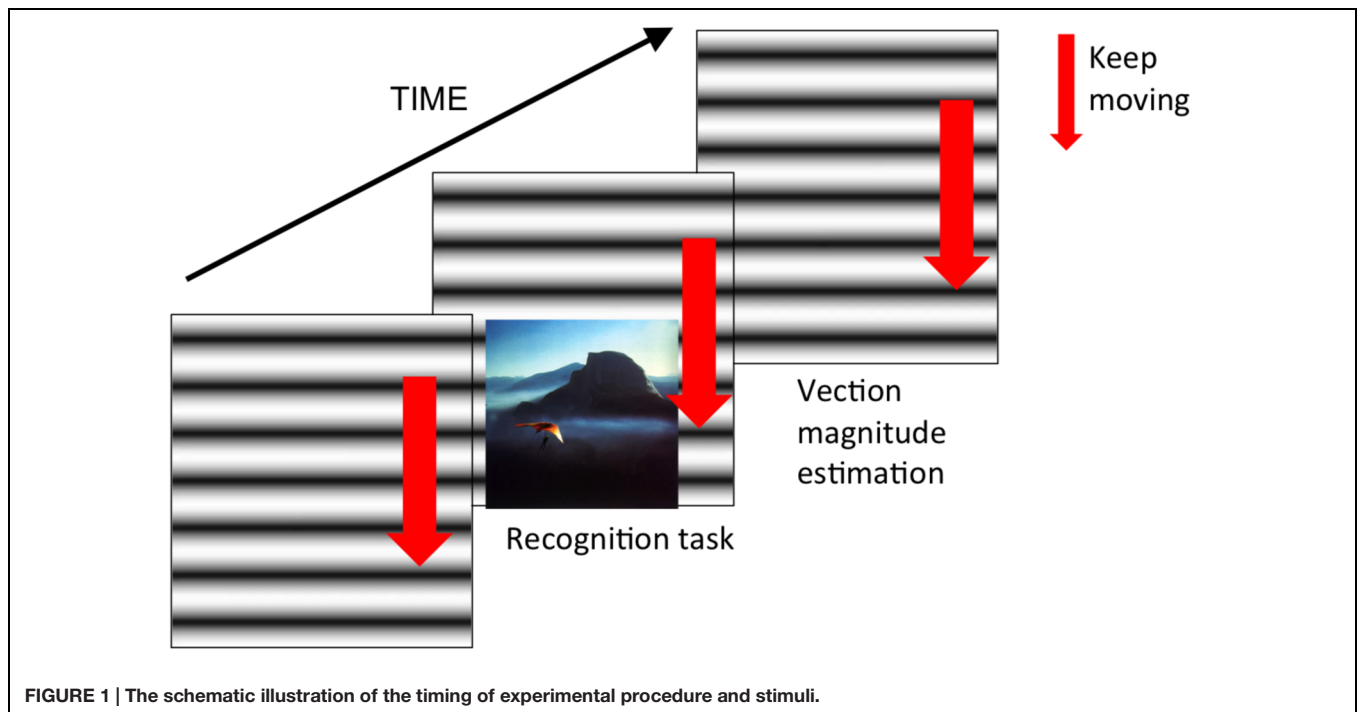 TIME
Keep
moving
Vection
magnitude
estimation
Recognition task
FIGURE 1 | The schematic illustration of the timing of experimental procedure and stimuli.